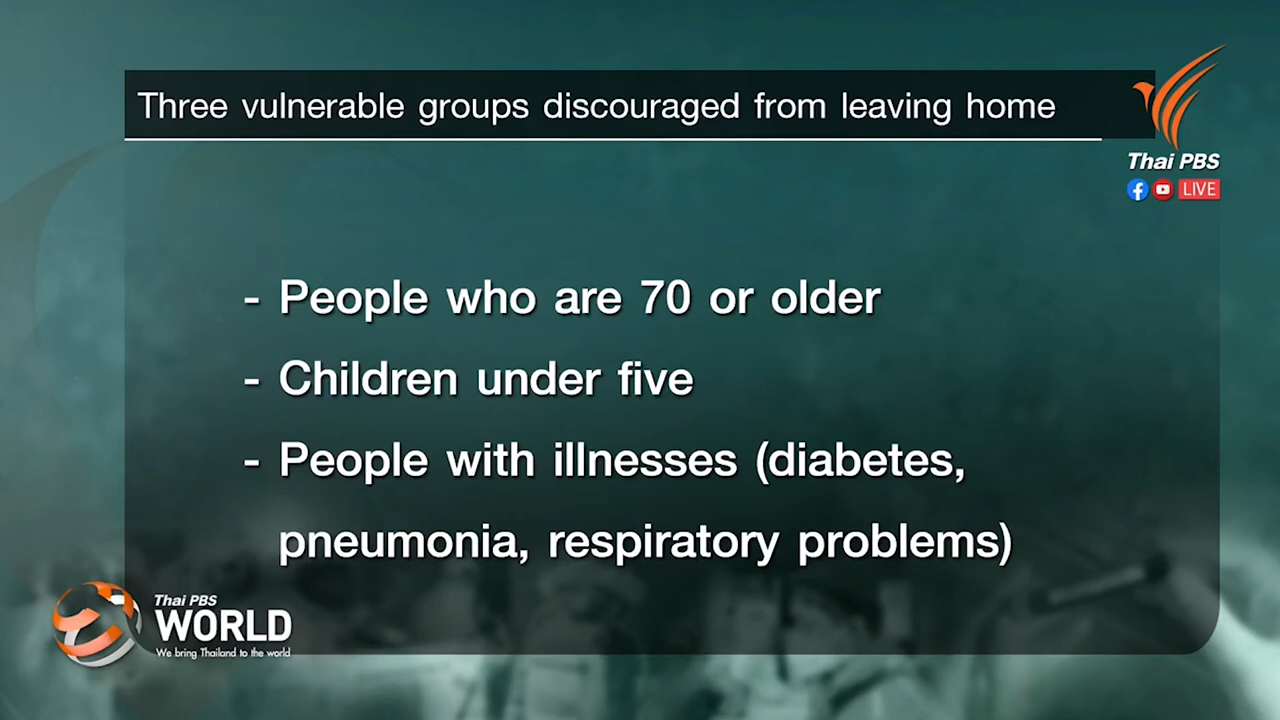 Three vulnerable groups discouraged from leaving home
Thai PBS
LIVE
- People who are 70 or older
- Children under five
- People with illnesses (diabetes,
pneumonia, respiratory problems)
Thai PBS
WORLD
We bring Thailand to the world